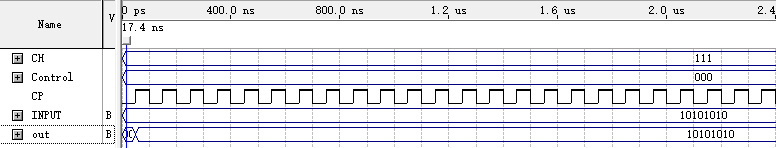 Name
V
0 ps 400.0 ns 800.0 ns 1.2 us 1.6 us 2.0 us 2.4
17.4 ns
CH 111
Control 000
CP
INPUT B 10101010
out B 10101010